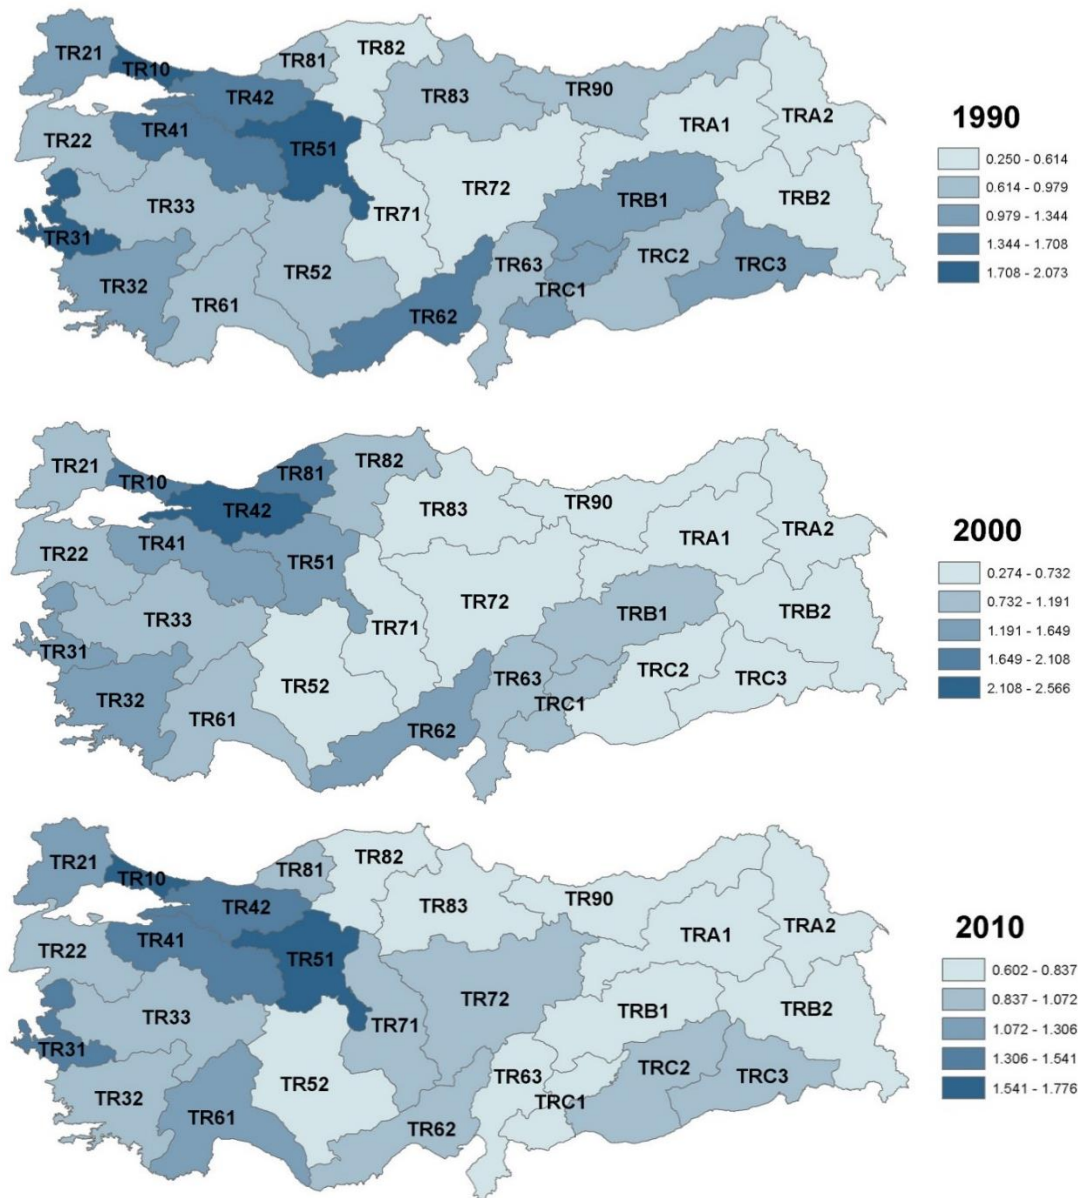 TR21
TR10
TR81
TR82
TR42
TR83
TR90
TR22
TR41
TR51
TRA1
TRA2
TR33
TR72
TRB1
TRB2
TR31
TR71
TR32
TR52
TR63
TRC2
TRC3
TR61
TR62
TRC1
1990
0.250 - 0.614
0.614 - 0.979
0.979 - 1.344
1.344 - 1.708
1.708 - 2.073
TR21
TR10
TR81
TR82
TR42
TR83
TR90
TR22
TR41
TR51
TRA1
TRA2
TR33
TR72
TRB1
TRB2
TR31
TR71
TR32
TR52
TR63
TRC2
TRC3
TR61
TR62
TRC1
2000
0.274 - 0.732
0.732 - 1.191
1.191 - 1.649
1.649 - 2.108
2.108 - 2.566
TR21
TR10
TR81
TR82
TR42
TR83
TR90
TR22
TR41
TR51
TRA1
TRA2
TR33
TR72
TRB1
TRB2
TR31
TR71
TR32
TR52
TR63
TRC2
TRC3
TR61
TR62
TRC1
2010
0.602 - 0.837
0.837 - 1.072
1.072 - 1.306
1.306 - 1.541
1.541 - 1.776